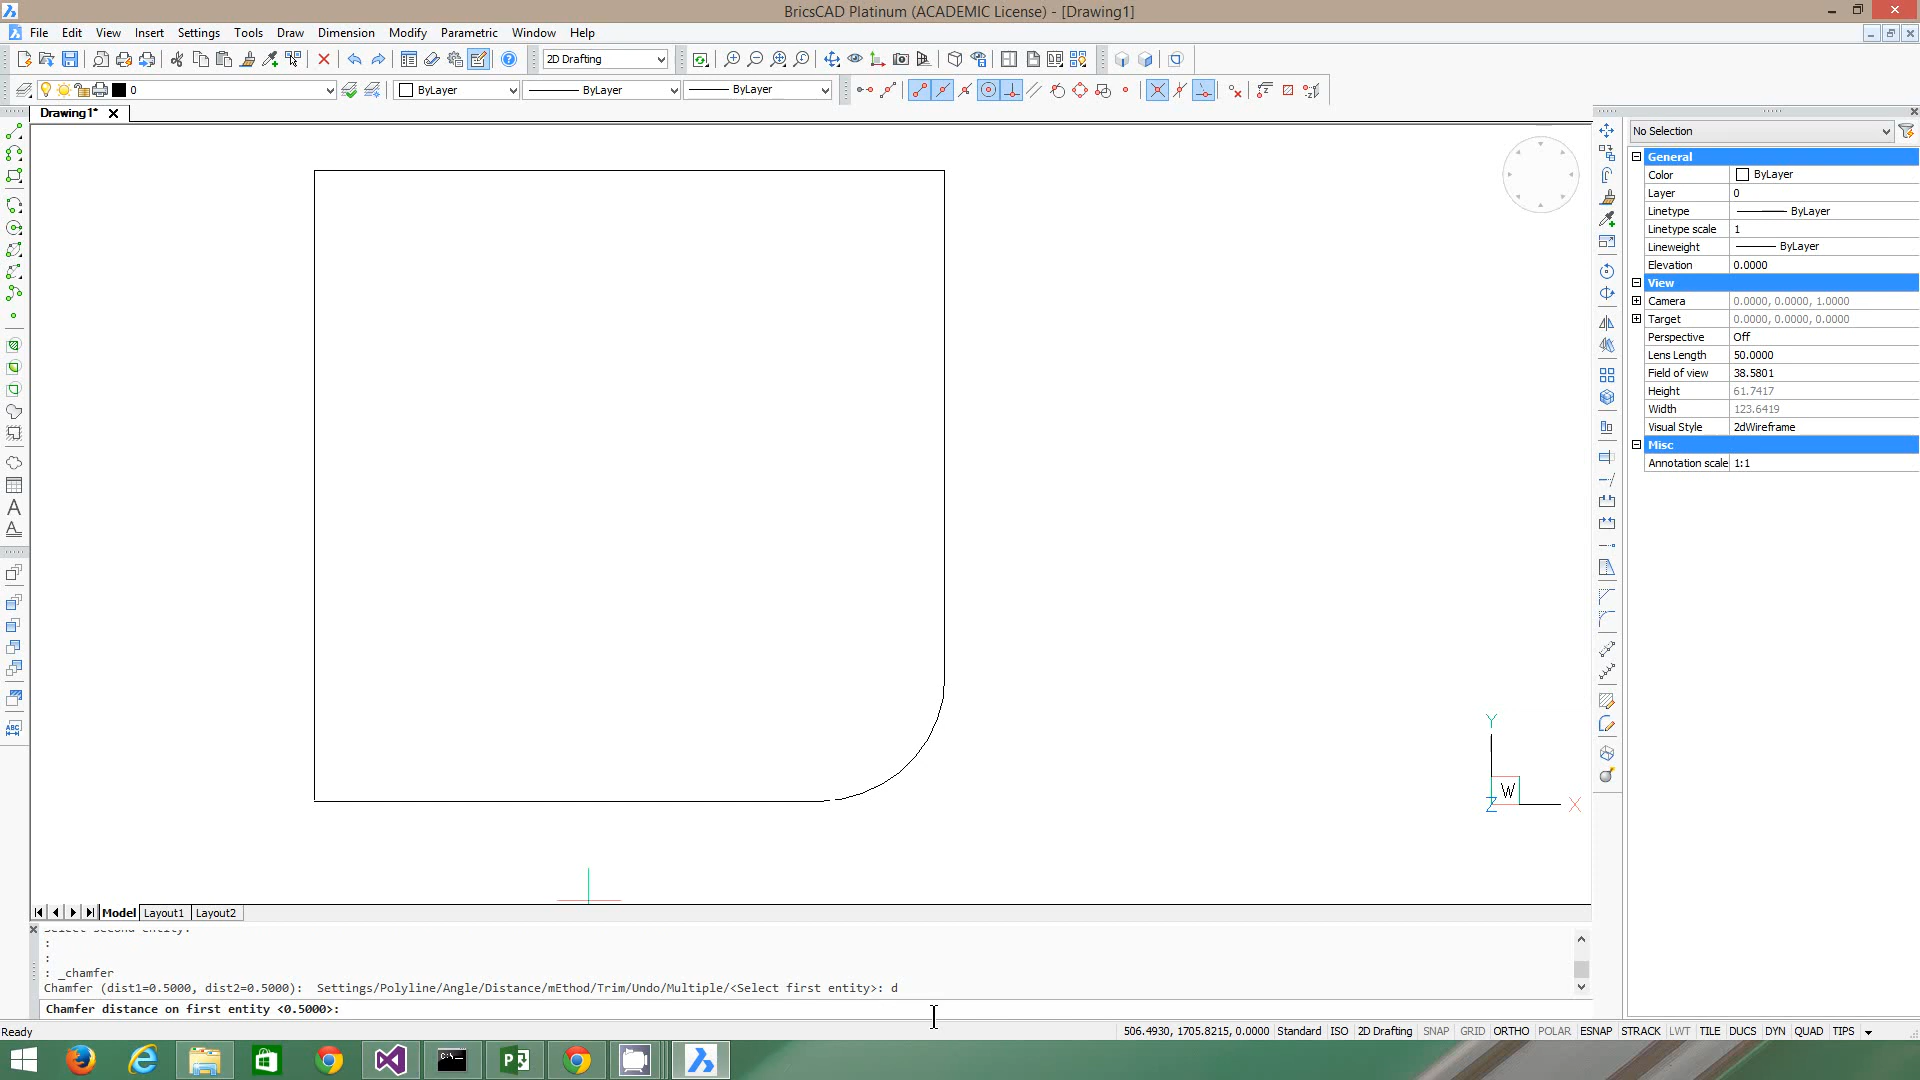 BricsCAD Platinum (ACADEMIC License) - [Drawing1]
File Edit View Insert Settings Tools Draw Dimension Modify Parametric Window Help
2D Drafting
0 ByLayer ByLayer ByLayer
Drawing1*
No Selection
General
Color ByLayer
Layer 0
Linetype ByLayer
Linetype scale 1
Lineweight ByLayer
Elevation 0.0000
View
Camera 0.0000, 0.0000, 1.0000
Target 0.0000, 0.0000, 0.0000
Perspective Off
Lens Length 50.0000
Field of view 38.5801
Height 61.7417
Width 123.6419
Visual Style 2dWireframe
Misc
Annotation scale 1:1
Y
W
Z X
Model Layout1 Layout2
Select second entity:
:
:
: _chamfer
Chamfer (dist1=0.5000, dist2=0.5000): Settings/Polyline/Angle/Distance/mEthod/Trim/Undo/Multiple/<Select first entity>: d
Chamfer distance on first entity <0.5000>:
Ready 506.4930, 1705.8215, 0.0000 Standard ISO 2D Drafting SNAP GRID ORTHO POLAR ESNAP STRACK LWT TILE DUCS DYN QUAD TIPS